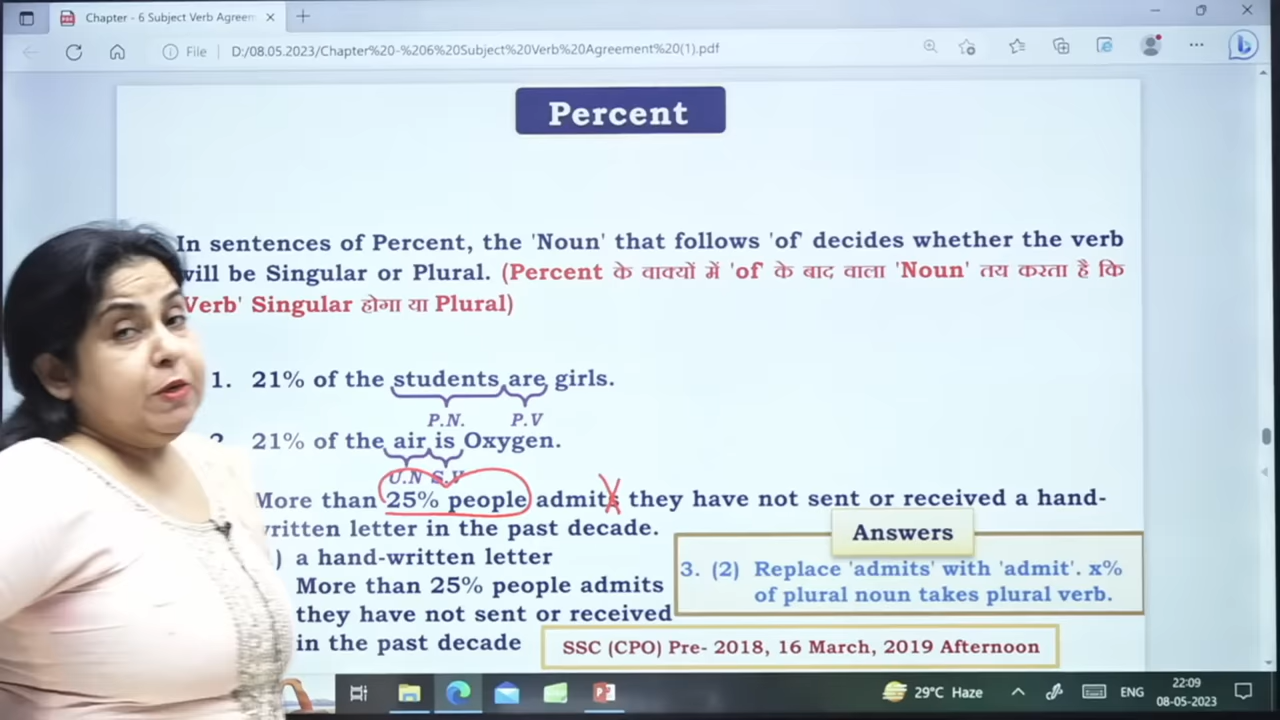 Chapter - 6 Subject Verb Agreem
File D:/08.05.2023/Chapter%20-%206%20Subject%20Verb%20Agreement%20(1).pdf
Percent
In sentences of Percent, the 'Noun' that follows 'of' decides whether the verb
will be Singular or Plural. (Percent के वाक्यों में 'of' के बाद वाला 'Noun' तय करता है कि
Verb' Singular होगा या Plural)
1. 21% of the students are girls.
P.N. P.V
2. 21% of the air is Oxygen.
U.N S.V
More than 25% people admits they have not sent or received a hand-
written letter in the past decade.
) a hand-written letter
More than 25% people admits
they have not sent or received
in the past decade
Answers
3. (2) Replace 'admits' with 'admit'. x%
of plural noun takes plural verb.
SSC (CPO) Pre- 2018, 16 March, 2019 Afternoon
29°C Haze ENG 22:09
08-05-2023